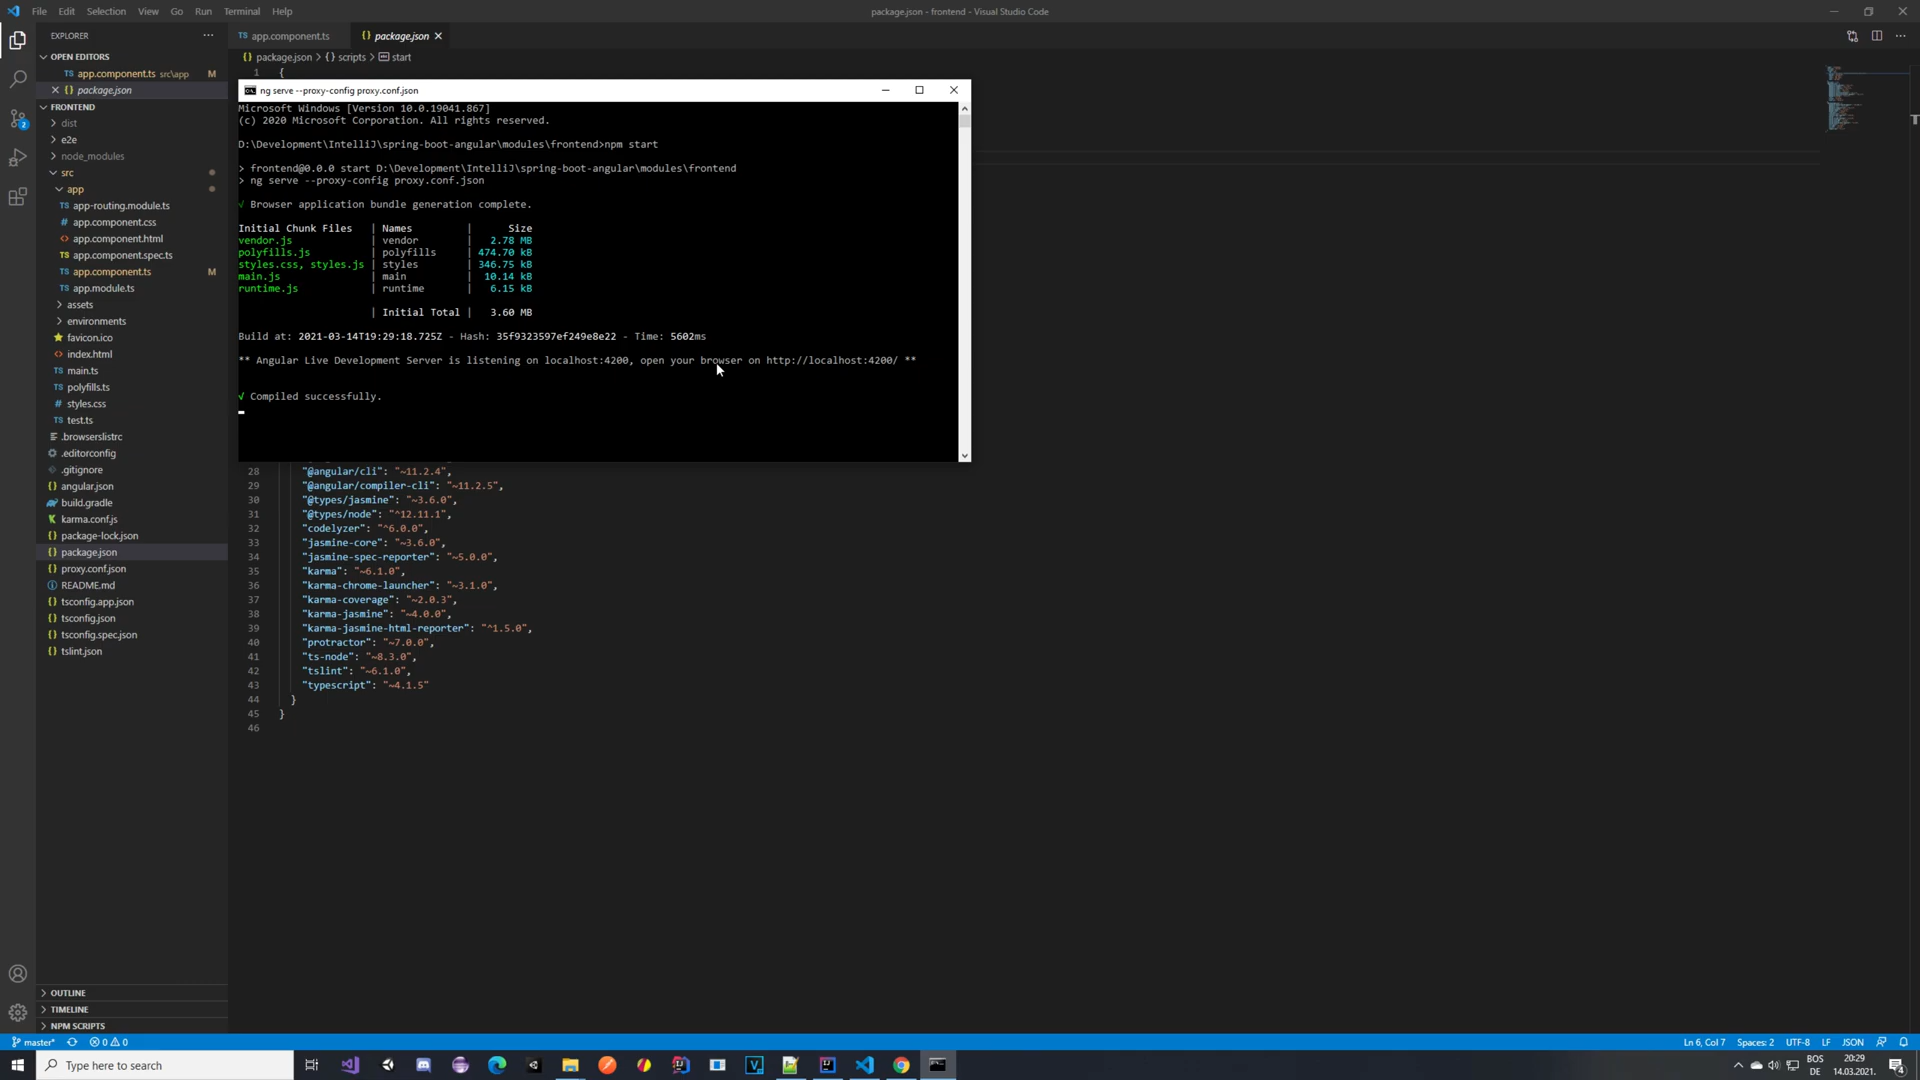 File Edit Selection View Go Run Terminal Help
package.json - frontend - Visual Studio Code
EXPLORER
OPEN EDITORS
TS app.component.ts src\app M
{} package.json
FRONTEND
dist
e2e
node_modules
src
app
TS app-routing.module.ts
# app.component.css
<> app.component.html
TS app.component.spec.ts
TS app.component.ts M
TS app.module.ts
assets
environments
favicon.ico
<> index.html
TS main.ts
TS polyfills.ts
# styles.css
TS test.ts
.browserslistrc
.editorconfig
.gitignore
{} angular.json
build.gradle
karma.conf.js
{} package-lock.json
{} package.json
{} proxy.conf.json
README.md
{} tsconfig.app.json
{} tsconfig.json
{} tsconfig.spec.json
{} tslint.json
OUTLINE
TIMELINE
NPM SCRIPTS
2
TS app.component.ts
{} package.json
{} package.json > {} scripts > start
1 {
ng serve --proxy-config proxy.conf.json
Microsoft Windows [Version 10.0.19041.867]
(c) 2020 Microsoft Corporation. All rights reserved.
D:\Development\IntelliJ\spring-boot-angular\modules\frontend>npm start
> frontend@0.0.0 start D:\Development\IntelliJ\spring-boot-angular\modules\frontend
> ng serve --proxy-config proxy.conf.json
√ Browser application bundle generation complete.
Initial Chunk Files | Names | Size
vendor.js | vendor | 2.78 MB
polyfills.js | polyfills | 474.70 kB
styles.css, styles.js | styles | 346.75 kB
main.js | main | 10.14 kB
runtime.js | runtime | 6.15 kB
| Initial Total | 3.60 MB
Build at: 2021-03-14T19:29:18.725Z - Hash: 35f9323597ef249e8e22 - Time: 5602ms
** Angular Live Development Server is listening on localhost:4200, open your browser on http://localhost:4200/ **
√ Compiled successfully.
28 "@angular/cli": "~11.2.4",
29 "@angular/compiler-cli": "~11.2.5",
30 "@types/jasmine": "~3.6.0",
31 "@types/node": "^12.11.1",
32 "codelyzer": "^6.0.0",
33 "jasmine-core": "~3.6.0",
34 "jasmine-spec-reporter": "~5.0.0",
35 "karma": "~6.1.0",
36 "karma-chrome-launcher": "~3.1.0",
37 "karma-coverage": "~2.0.3",
38 "karma-jasmine": "~4.0.0",
39 "karma-jasmine-html-reporter": "^1.5.0",
40 "protractor": "~7.0.0",
41 "ts-node": "~8.3.0",
42 "tslint": "~6.1.0",
43 "typescript": "~4.1.5"
44 }
45 }
46
master* 0 0
Ln 6, Col 7 Spaces: 2 UTF-8 LF JSON
Type here to search
BOS
DE
20:29
14.03.2021.
4